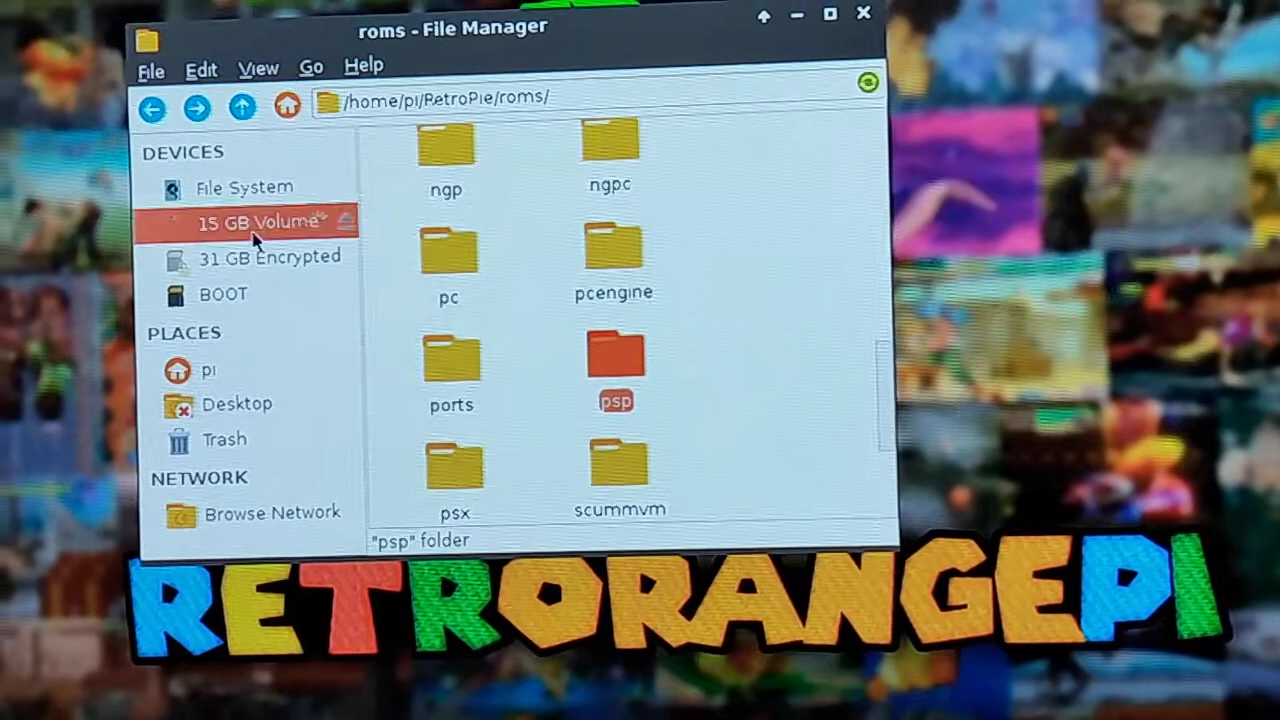 roms - File Manager
File Edit View Go Help
/home/pi/RetroPie/roms/
DEVICES
File System
15 GB Volume
31 GB Encrypted
BOOT
PLACES
pi
Desktop
Trash
NETWORK
Browse Network
ngp
ngpc
pc
pcengine
ports
psp
psx
scummvm
"psp" folder
RETRORANGEPI